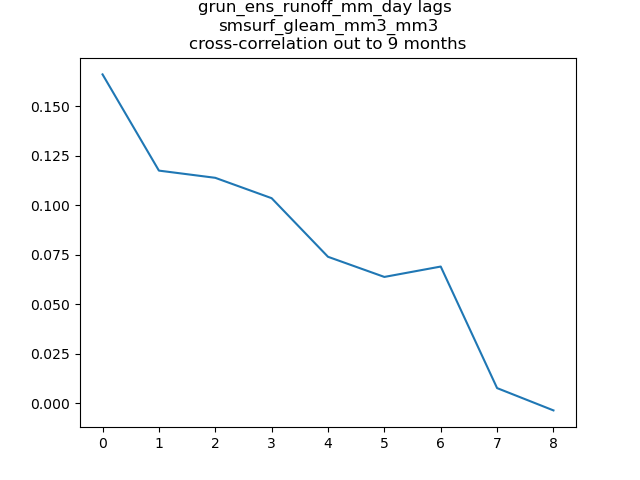 grun_ens_runoff_mm_day lags
smsurf_gleam_mm3_mm3
cross-correlation out to 9 months
0.150
0.125
0.100
0.075
0.050
0.025
0.000
0 1 2 3 4 5 6 7 8